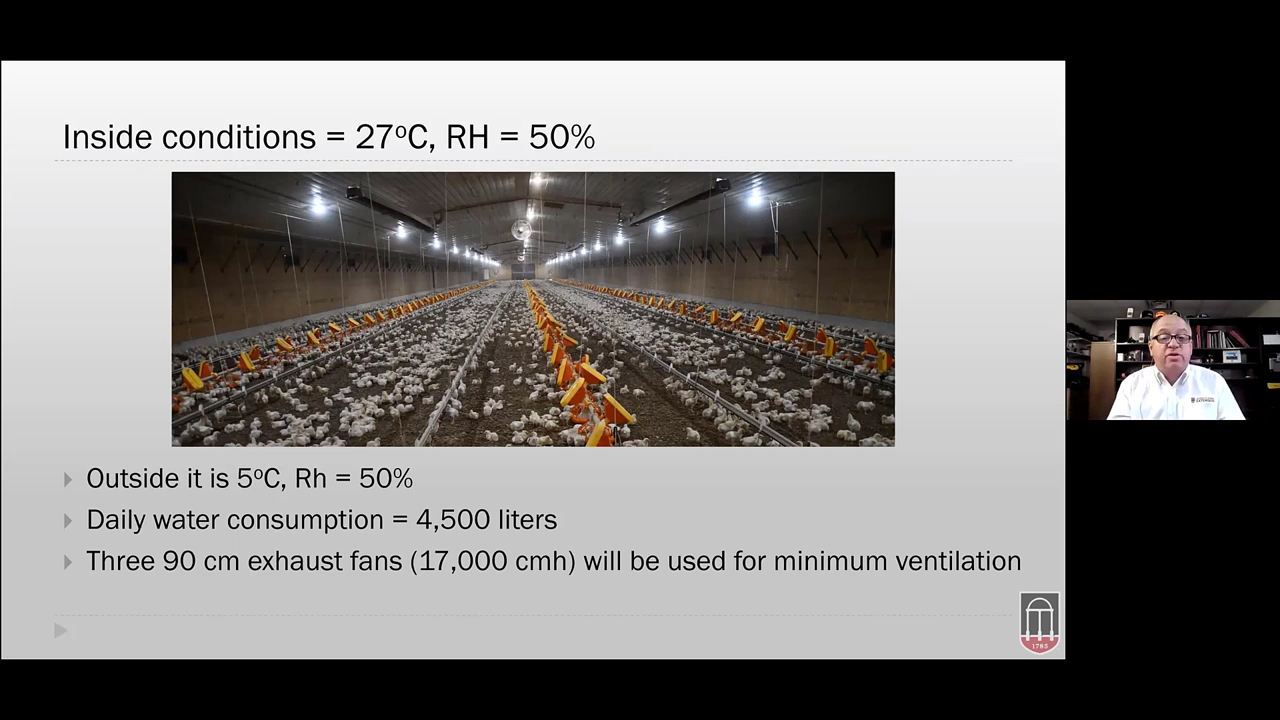 Inside conditions = 27ºC, RH = 50%
Outside it is 5ºC, Rh = 50%
Daily water consumption = 4,500 liters
Three 90 cm exhaust fans (17,000 cmh) will be used for minimum ventilation
1785